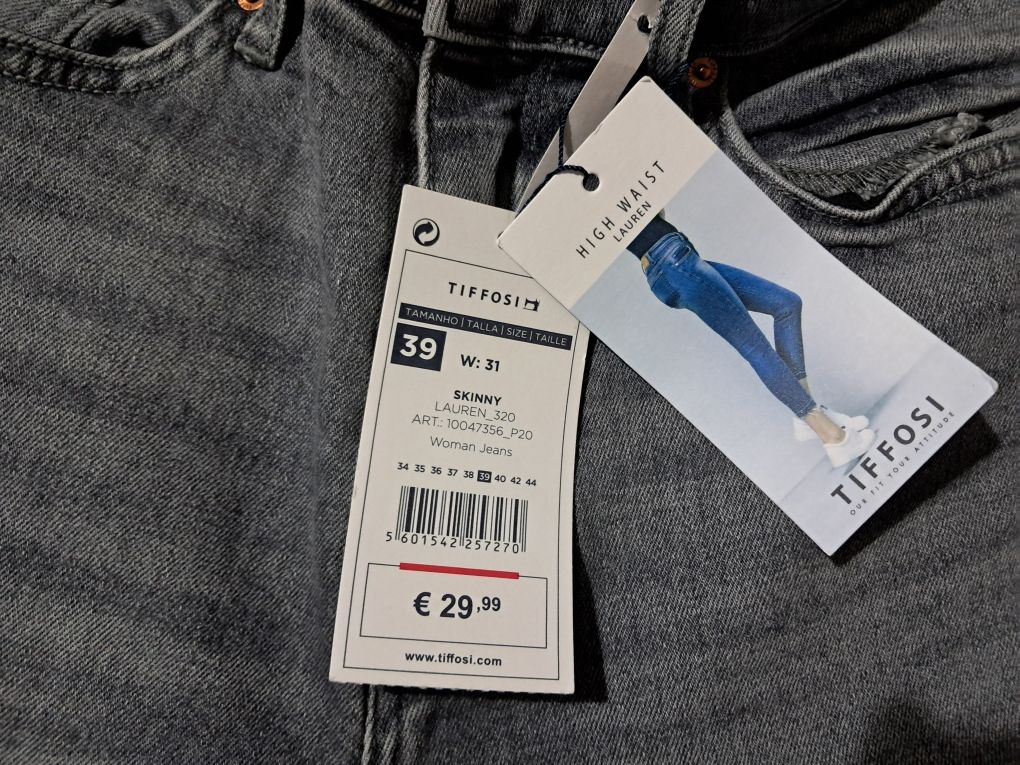 TIFFOSI
TAMANHO | TALLA | SIZE | TAILLE
39
W: 31
SKINNY
LAUREN_320
ART.: 10047356_P20
Woman Jeans
34 35 36 37 38 39 40 42 44
5 601542 257270
€ 29,99
www.tiffosi.com
HIGH WAIST
LAUREN
TIFFOSI
OUR FIT YOUR ATTITUDE